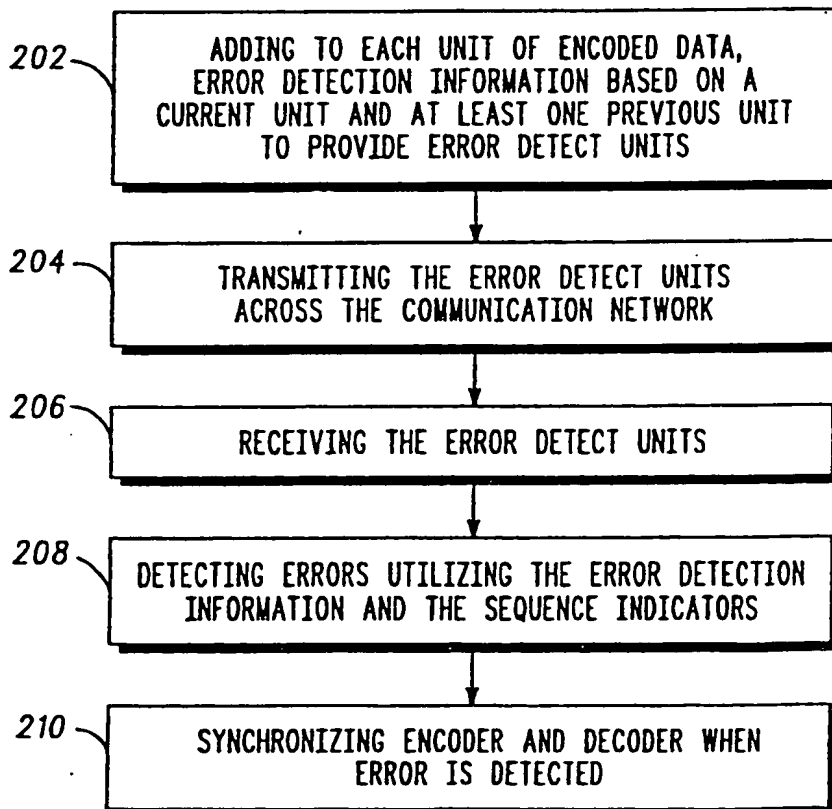 202
ADDING TO EACH UNIT OF ENCODED DATA,
ERROR DETECTION INFORMATION BASED ON A
CURRENT UNIT AND AT LEAST ONE PREVIOUS UNIT
TO PROVIDE ERROR DETECT UNITS
204
TRANSMITTING THE ERROR DETECT UNITS
ACROSS THE COMMUNICATION NETWORK
206
RECEIVING THE ERROR DETECT UNITS
208
DETECTING ERRORS UTILIZING THE ERROR DETECTION
INFORMATION AND THE SEQUENCE INDICATORS
210
SYNCHRONIZING ENCODER AND DECODER WHEN
ERROR IS DETECTED